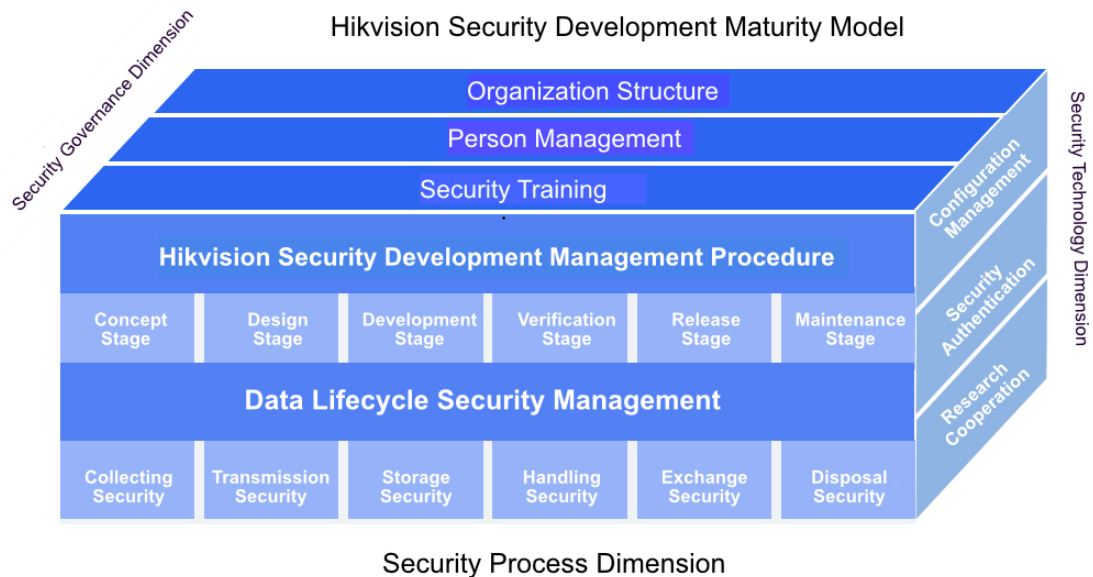 Hikvision Security Development Maturity Model
Security Governance Dimension
Organization Structure
Person Management
Security Training
Hikvision Security Development Management Procedure
Concept
Stage
Design
Stage
Development
Stage
Verification
Stage
Release
Stage
Maintenance
Stage
Data Lifecycle Security Management
Collecting
Security
Transmission
Security
Storage
Security
Handling
Security
Exchange
Security
Disposal
Security
Configuration
Management
Security
Authentication
Research
Cooperation
Security Technology Dimension
Security Process Dimension